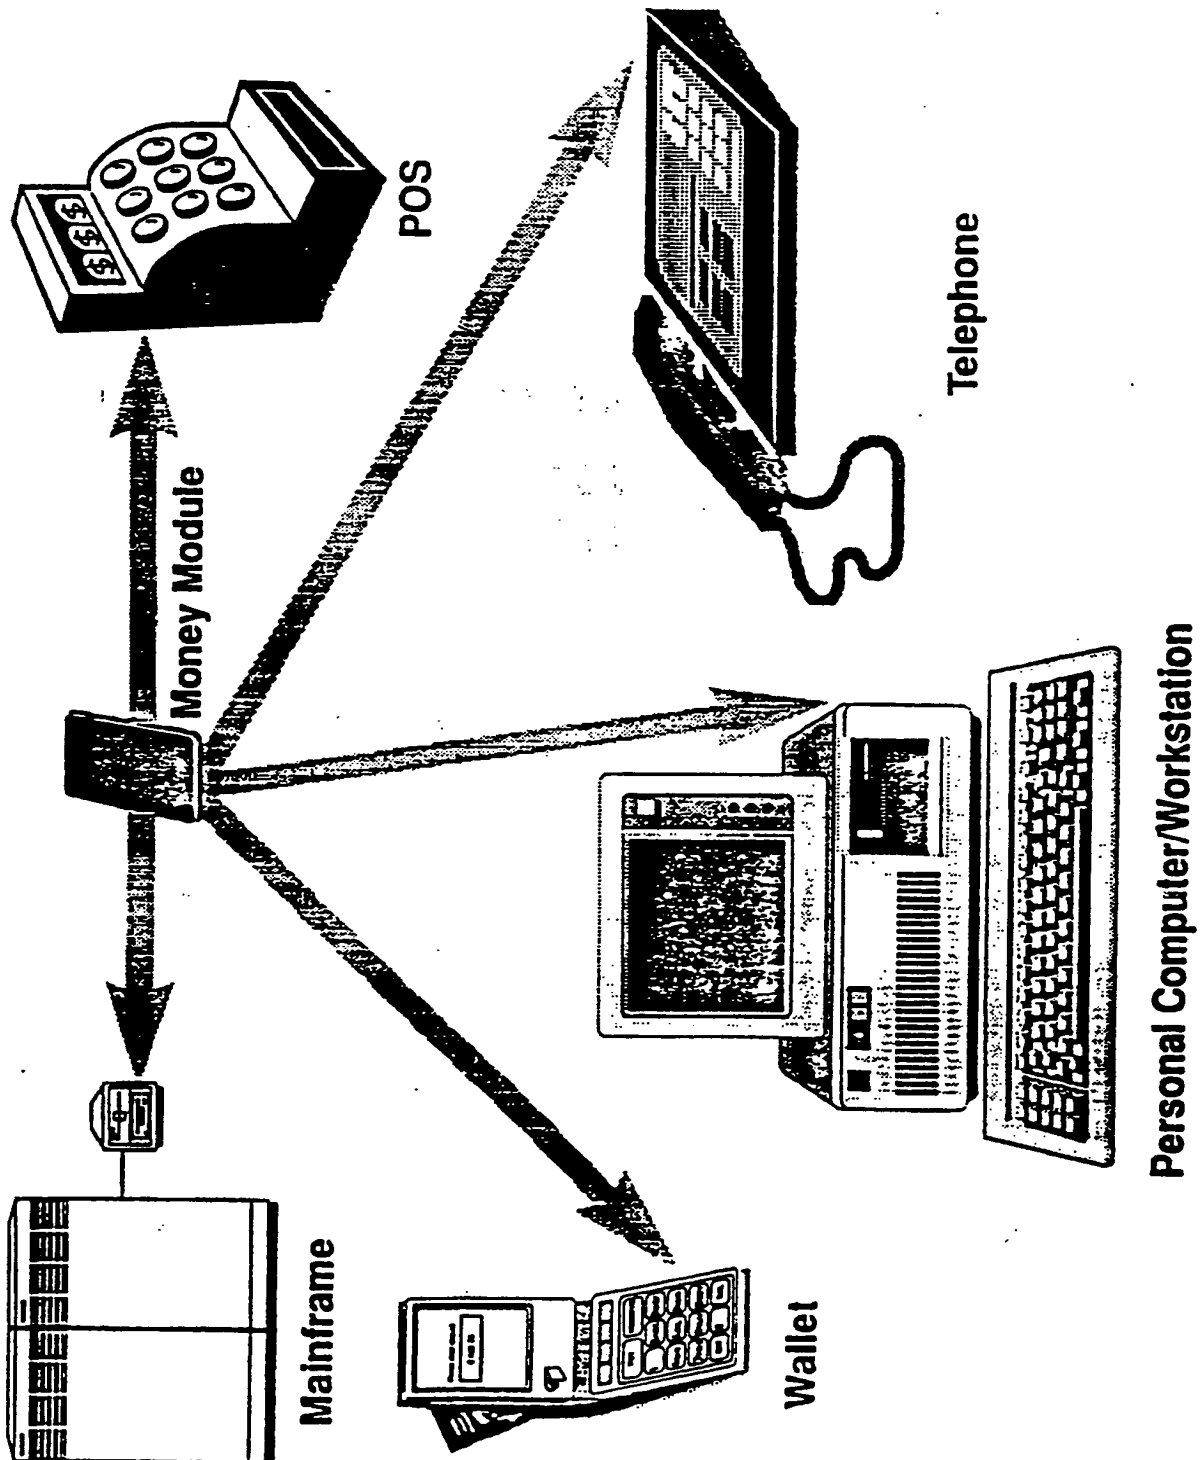 Mainframe
Money Module
POS
Wallet
Personal Computer/Workstation
Telephone
$ $ $